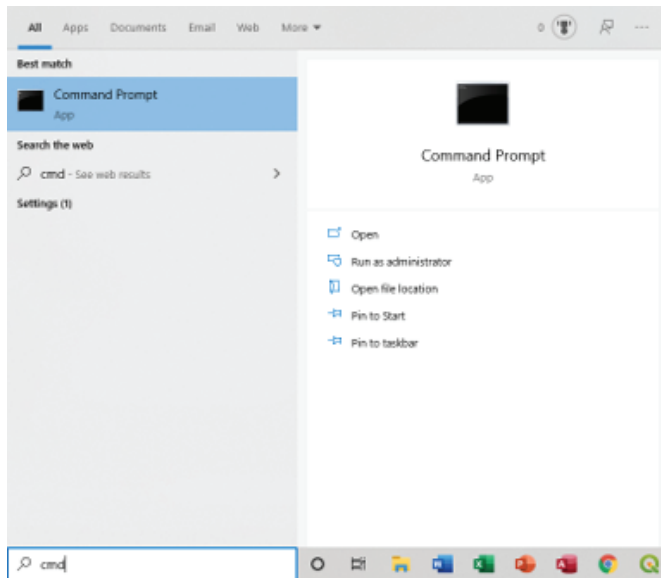 All Apps Documents Email Web More
0
Best match
Command Prompt
App
Search the web
cmd - See web results
Settings (1)
Command Prompt
App
Open
Run as administrator
Open file location
Pin to Start
Pin to taskbar
cmd